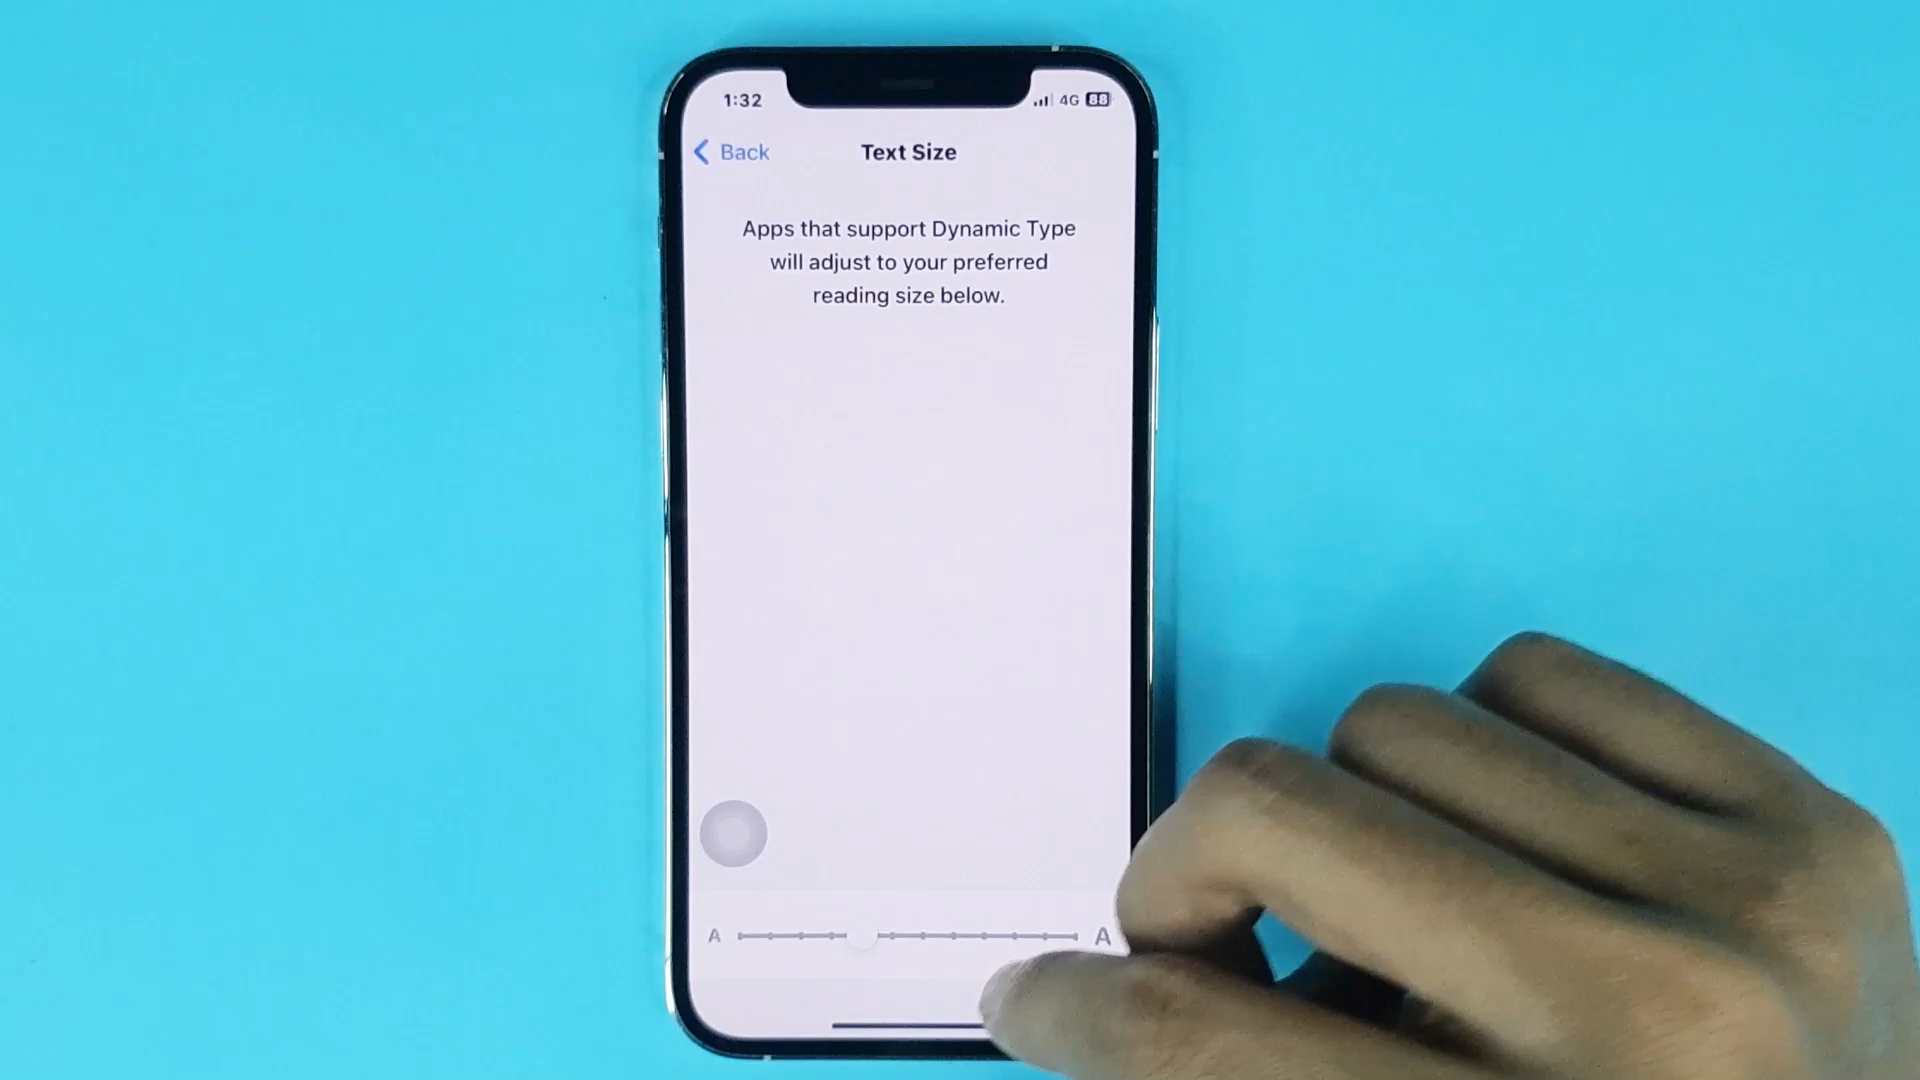 1:32
4G 88
Back
Text Size
Apps that support Dynamic Type
will adjust to your preferred
reading size below.
A
A